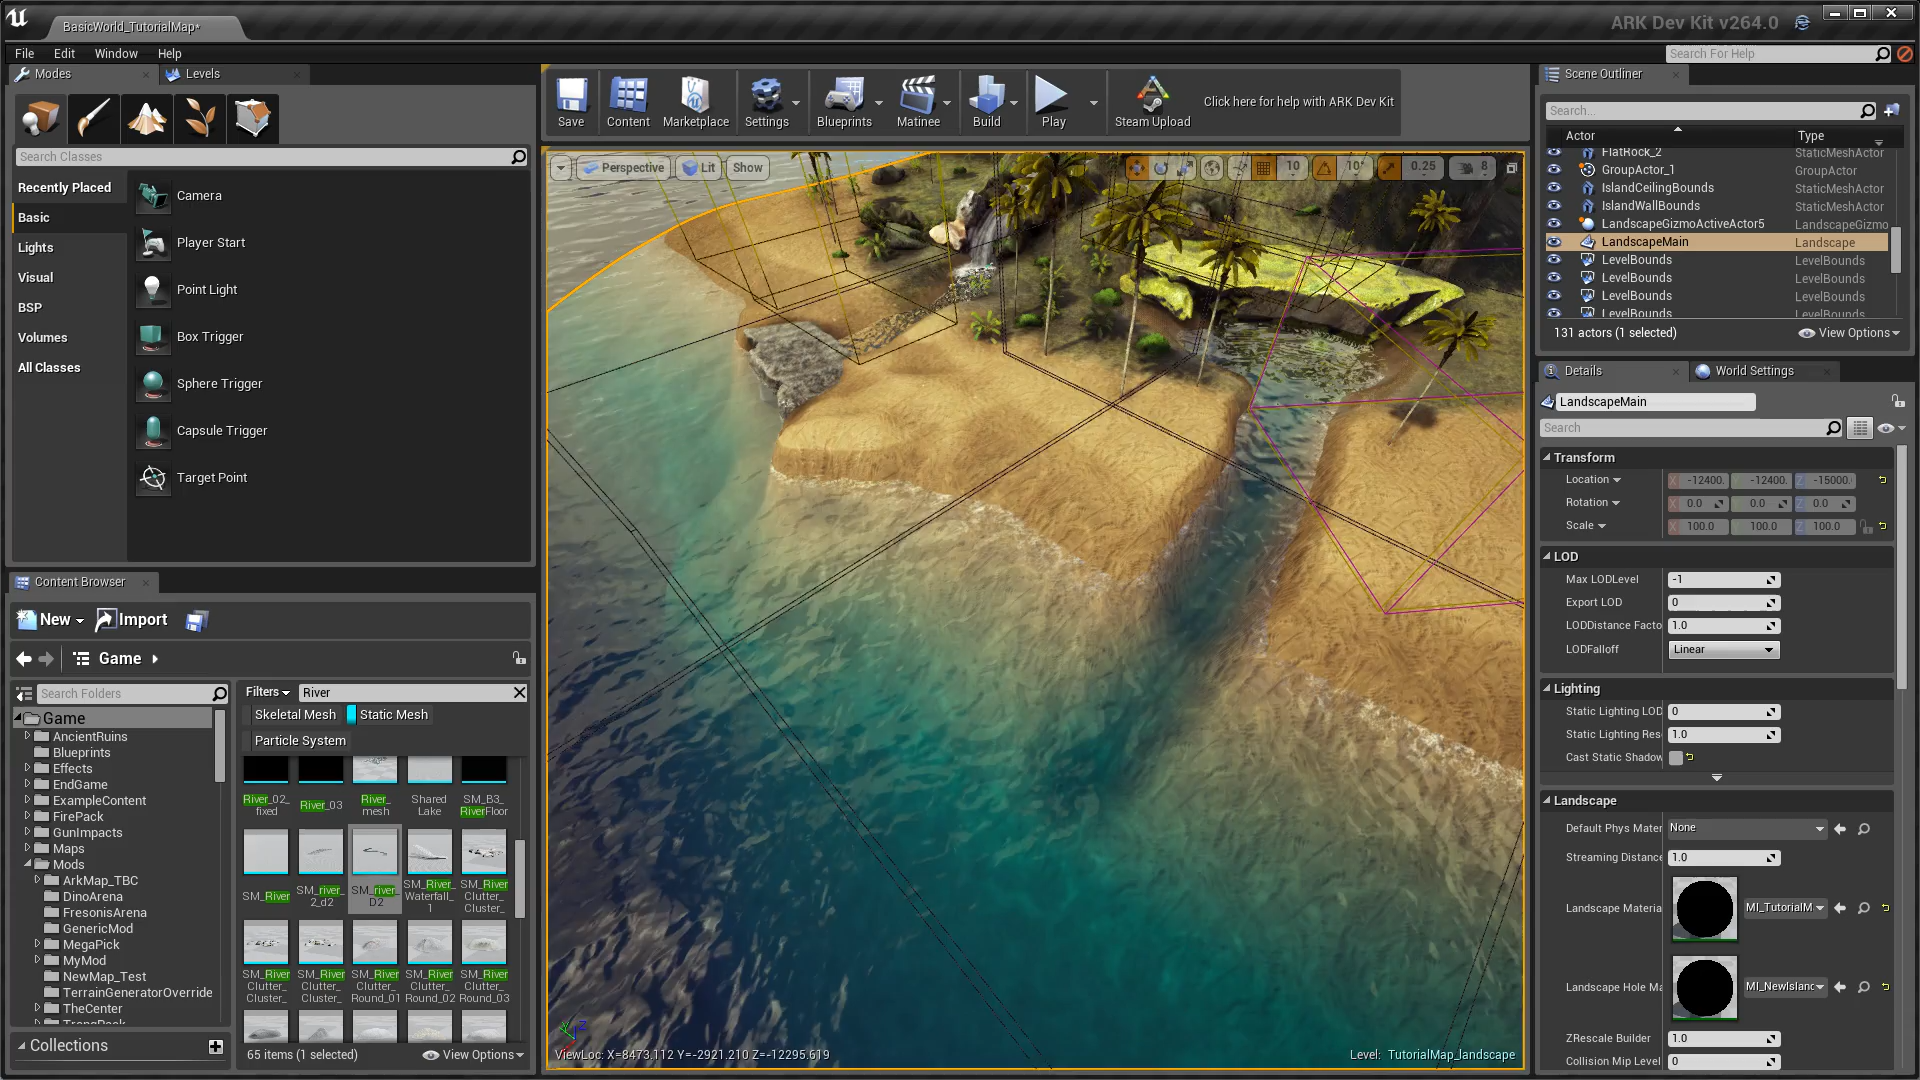 BasicWorld_TutorialMap*
ARK Dev Kit v264.0
File Edit Window Help
Search For Help
Modes
Levels
Search Classes
Recently Placed
Basic
Lights
Visual
BSP
Volumes
All Classes
Camera
Player Start
Point Light
Box Trigger
Sphere Trigger
Capsule Trigger
Target Point
Save
Content
Marketplace
Settings
Blueprints
Matinee
Build
Play
Steam Upload
Click here for help with ARK Dev Kit
Perspective
Lit
Show
10
10°
0.25
8
ViewLoc: X=8473.112 Y=-2921.210 Z=-12295.619
Level: TutorialMap_landscape
Content Browser
New
Import
Game
Search Folders
Game
AncientRuins
Blueprints
Effects
EndGame
ExampleContent
FirePack
GunImpacts
Maps
Mods
ArkMap_TBC
DinoArena
FresonisArena
GenericMod
MegaPick
MyMod
NewMap_Test
TerrainGeneratorOverride
TheCenter
Collections
Filters
River
Skeletal Mesh
Static Mesh
Particle System
River_02_
fixed
River_03
River_
mesh
Shared
Lake
SM_B3_
RiverFloor
SM_River
SM_river_
2_d2
SM_river_
D2
SM_River_
Waterfall_
1
SM_River
Clutter_
Cluster_
SM_River
Clutter_
Cluster_
SM_River
Clutter_
Cluster_
SM_River
Clutter_
Round_01
SM_River
Clutter_
Round_02
SM_River
Clutter_
Round_03
65 items (1 selected)
View Options
Scene Outliner
Search...
Actor Type
FlatRock_2 StaticMeshActor
GroupActor_1 GroupActor
IslandCeilingBounds StaticMeshActor
IslandWallBounds StaticMeshActor
LandscapeGizmoActiveActor5 LandscapeGizmo
LandscapeMain Landscape
LevelBounds LevelBounds
LevelBounds LevelBounds
LevelBounds LevelBounds
LevelBounds LevelBounds
131 actors (1 selected)
View Options
Details
World Settings
LandscapeMain
Search
Transform
Location X -12400. Y -12400. Z -15000.
Rotation X 0.0 Y 0.0 Z 0.0
Scale X 100.0 Y 100.0 Z 100.0
LOD
Max LODLevel -1
Export LOD 0
LODDistance Facto 1.0
LODFalloff Linear
Lighting
Static Lighting LOD 0
Static Lighting Res 1.0
Cast Static Shadow
Landscape
Default Phys Mater None
Streaming Distance 1.0
Landscape Materia MI_TutorialM
Landscape Hole Ma MI_NewIsland
ZRescale Builder 1.0
Collision Mip Level 0